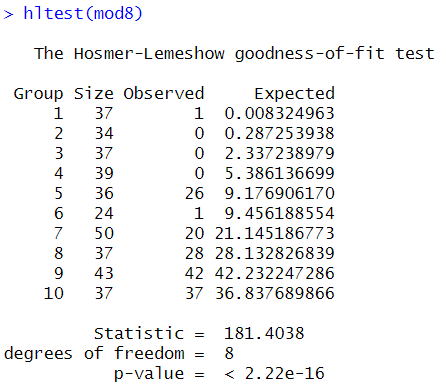 > hltest(mod8)
The Hosmer-Lemeshow goodness-of-fit test
Group Size Observed Expected
1 37 1 0.008324963
2 34 0 0.287253938
3 37 0 2.337238979
4 39 0 5.386136699
5 36 26 9.176906170
6 24 1 9.456188554
7 50 20 21.145186773
8 37 28 28.132826839
9 43 42 42.232247286
10 37 37 36.837689866
Statistic = 181.4038
degrees of freedom = 8
p-value = < 2.22e-16